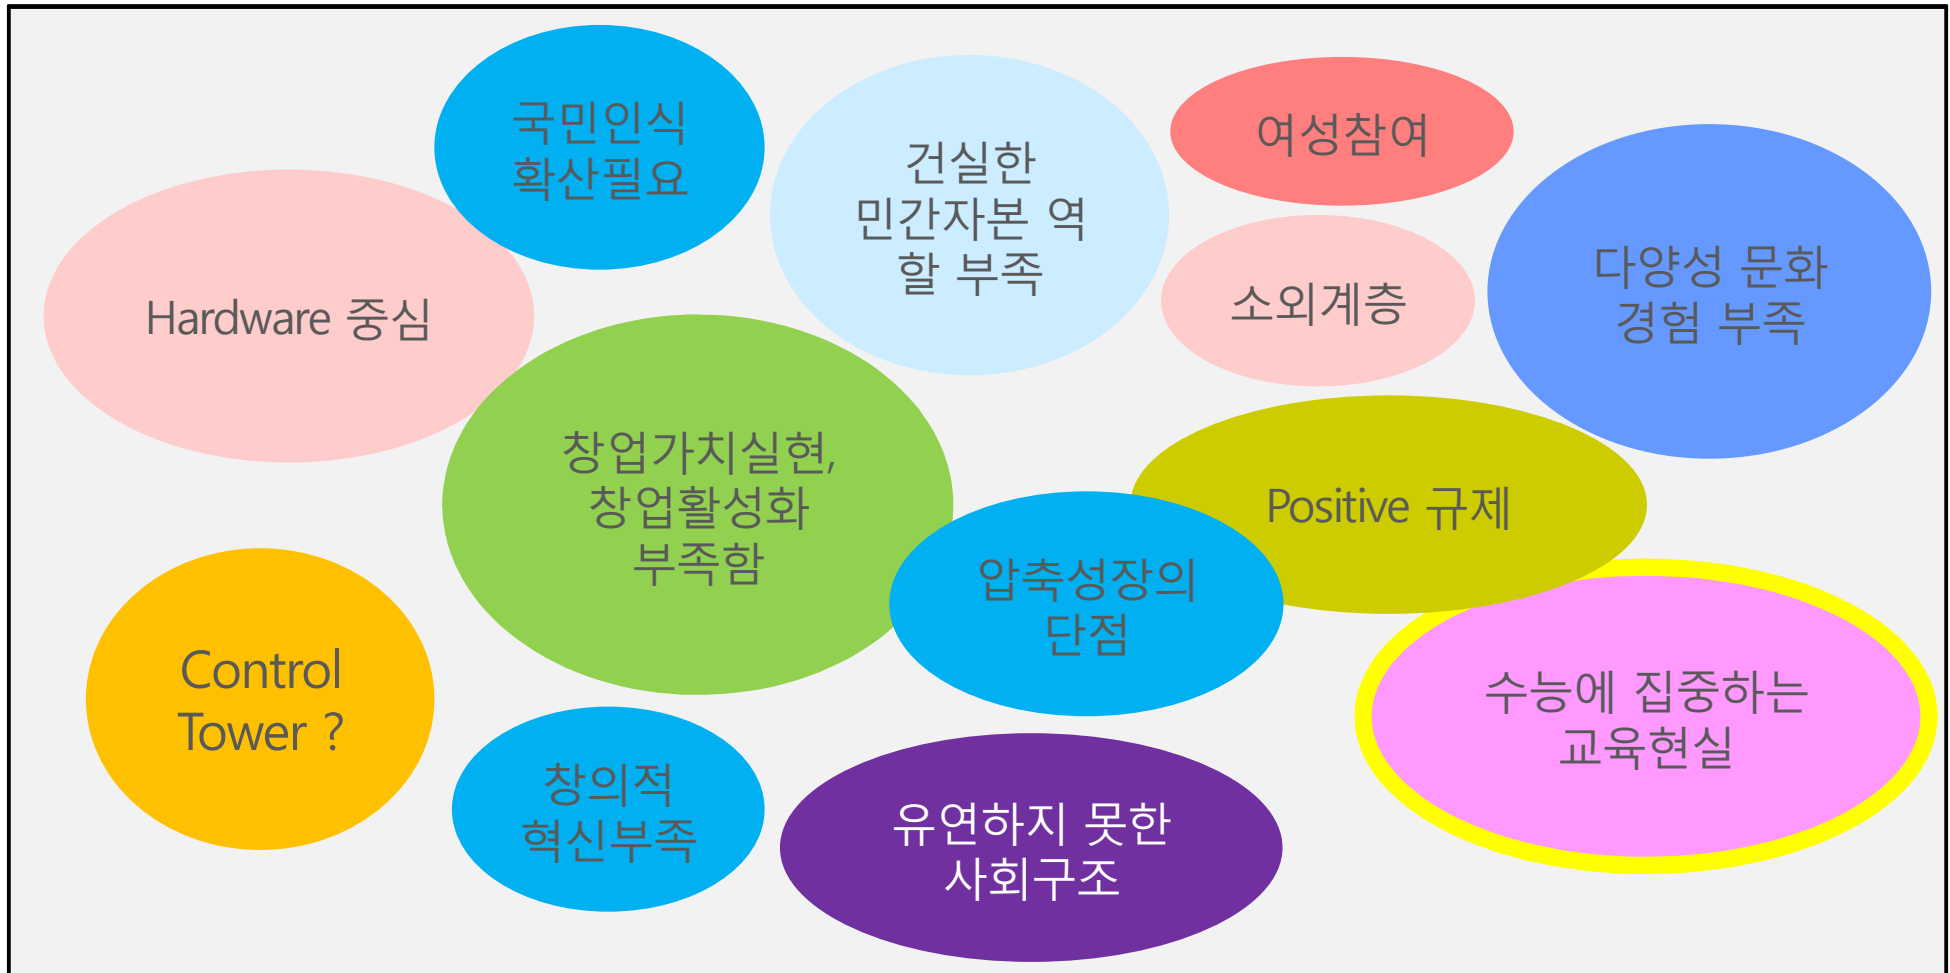 국민인식
확산필요
건실한
민간자본 역
할 부족
여성참여
소외계층
다양성 문화
경험 부족
Hardware 중심
창업가치실현,
창업활성화
부족함
Positive 규제
압축성장의
단점
Control
Tower ?
수능에 집중하는
교육현실
창의적
혁신부족
유연하지 못한
사회구조